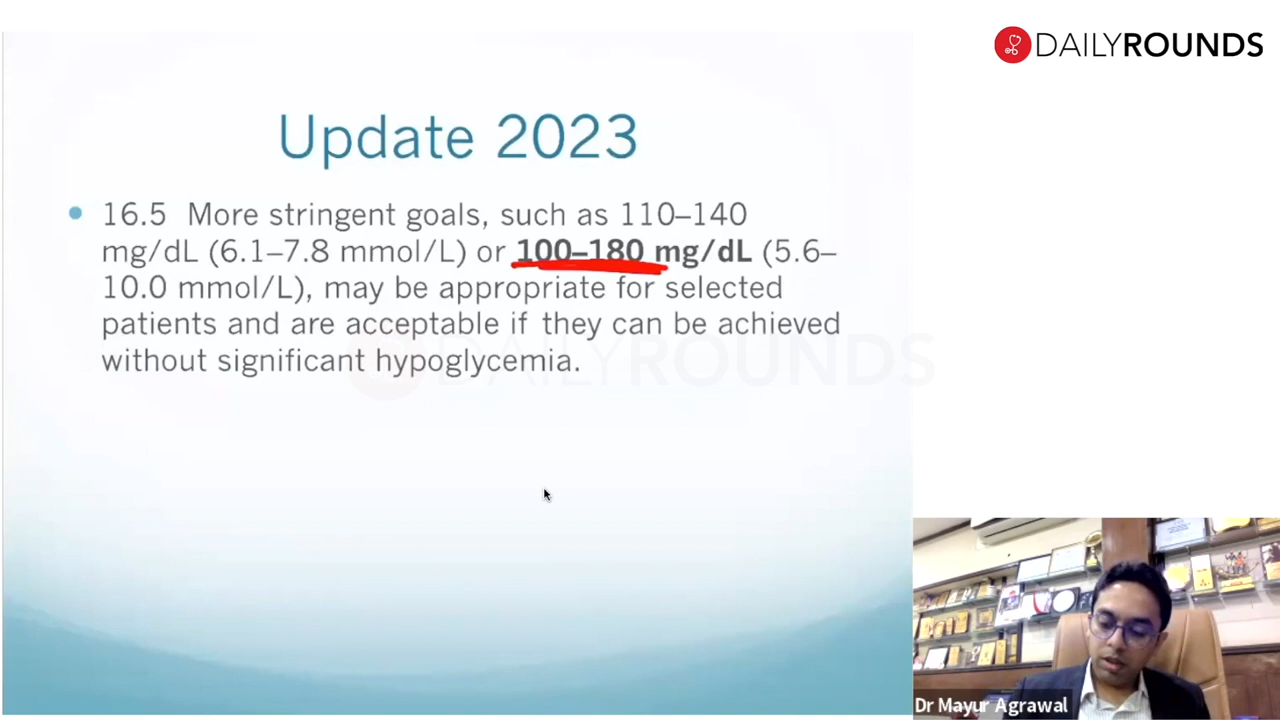 DAILYROUNDS
Update 2023
• 16.5 More stringent goals, such as 110–140
mg/dL (6.1–7.8 mmol/L) or 100–180 mg/dL (5.6–
10.0 mmol/L), may be appropriate for selected
patients and are acceptable if they can be achieved
without significant hypoglycemia.
DAILYROUNDS
Dr Mayur Agrawal